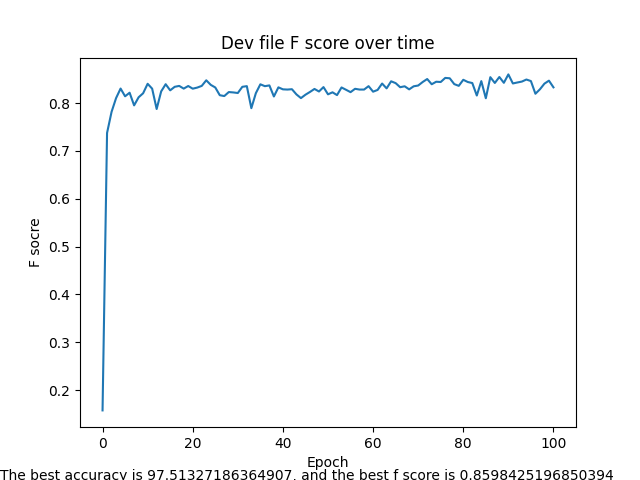 Dev file F score over time
0.8
0.7
0.6
0.5
0.4
0.3
0.2
F socre
0 20 40 60 80 100
Epoch
The best accuracy is 97.51327186364907, and the best f score is 0.8598425196850394